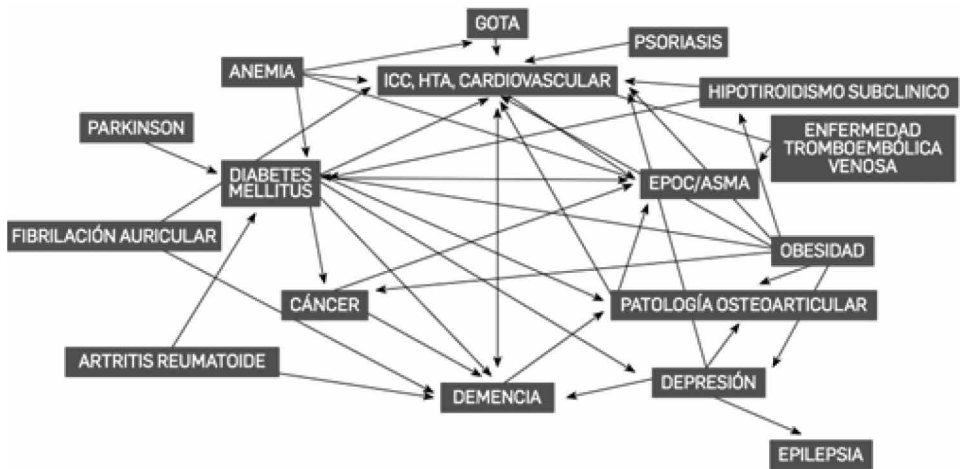 GOTA
PSORIASIS
ANEMIA
ICC, HTA, CARDIOVASCULAR
HIPOTIROIDISMO SUBCLINICO
PARKINSON
ENFERMEDAD
TROMBOEMBÓLICA
VENOSA
DIABETES
MELLITUS
EPOC/ASMA
FIBRILACIÓN AURICULAR
OBESIDAD
CÁNCER
PATOLOGÍA OSTEOARTICULAR
ARTRITIS REUMATOIDE
DEMENCIA
DEPRESIÓN
EPILEPSIA